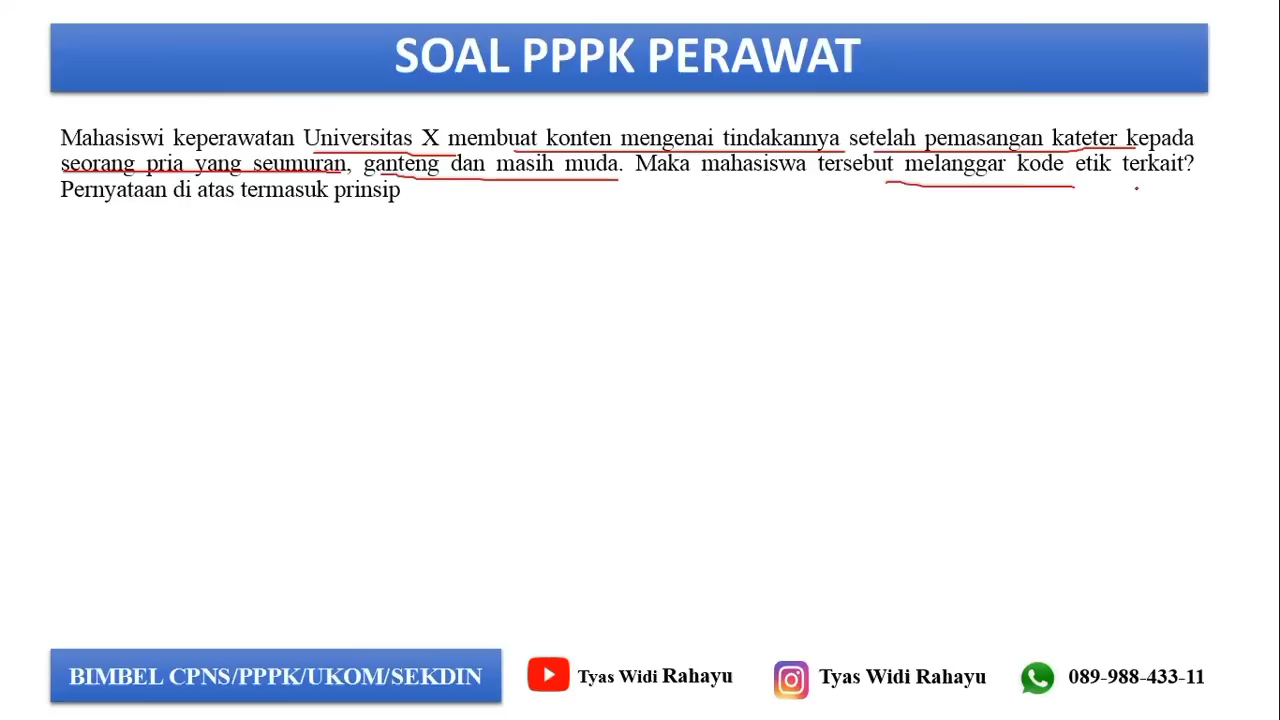 SOAL PPPK PERAWAT
Mahasiswi keperawatan Universitas X membuat konten mengenai tindakannya setelah pemasangan kateter kepada
seorang pria yang seumuran, ganteng dan masih muda. Maka mahasiswa tersebut melanggar kode etik terkait?
Pernyataan di atas termasuk prinsip
BIMBEL CPNS/PPPK/UKOM/SEKDIN Tyas Widi Rahayu Tyas Widi Rahayu 089-988-433-11